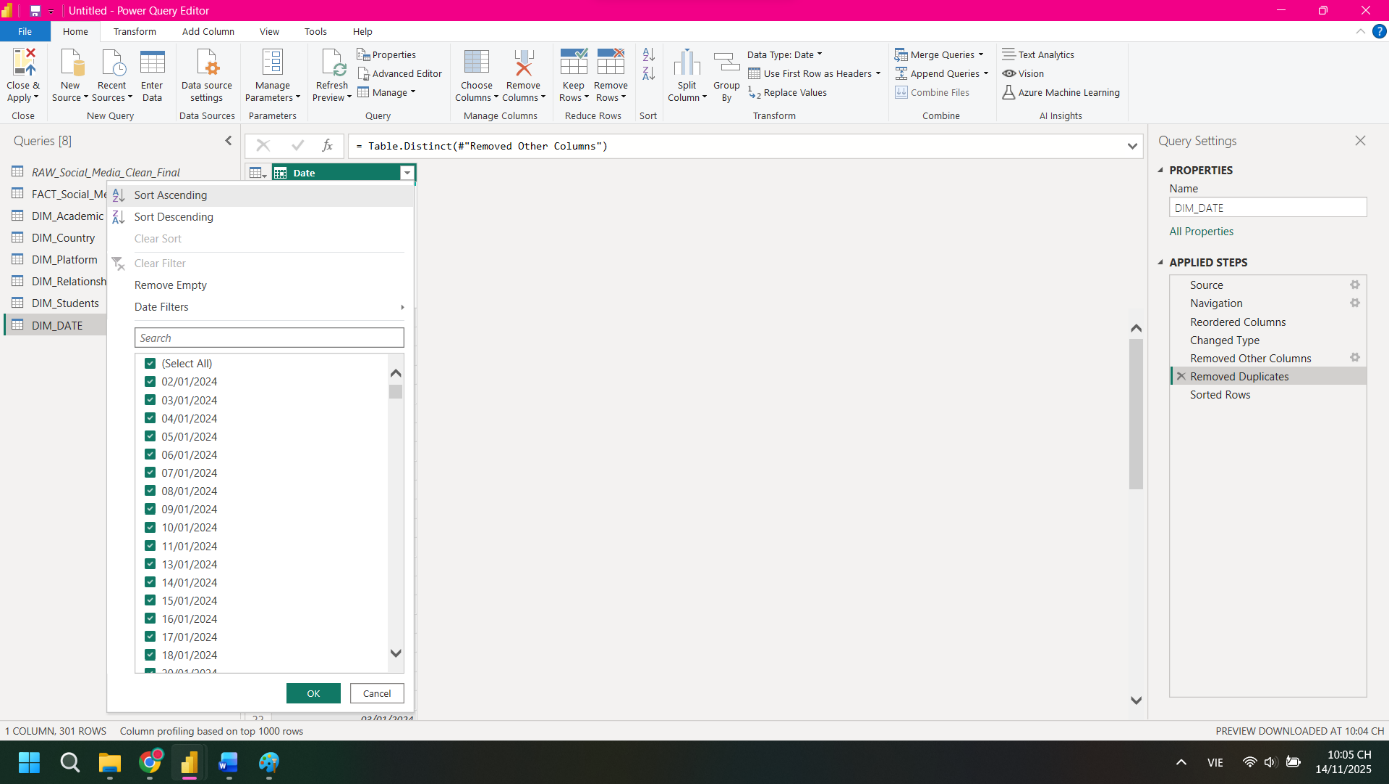 Untitled - Power Query Editor
File Home Transform Add Column View Tools Help
Close & Apply
New Source
Recent Sources
Enter Data
Data source settings
Manage Parameters
Refresh Preview
Properties
Advanced Editor
Manage
Choose Columns
Remove Columns
Keep Rows
Remove Rows
Split Column
Group By
Data Type: Date
Use First Row as Headers
Replace Values
Merge Queries
Append Queries
Combine Files
Text Analytics
Vision
Azure Machine Learning
Close
New Query
Data Sources
Parameters
Query
Manage Columns
Reduce Rows
Sort
Transform
Combine
AI Insights
Queries [8]
RAW_Social_Media_Clean_Final
FACT_Social_Me
DIM_Academic
DIM_Country
DIM_Platform
DIM_Relationsh
DIM_Students
DIM_DATE
fx
= Table.Distinct(#"Removed Other Columns")
Date
Sort Ascending
Sort Descending
Clear Sort
Clear Filter
Remove Empty
Date Filters
Search
(Select All)
02/01/2024
03/01/2024
04/01/2024
05/01/2024
06/01/2024
07/01/2024
08/01/2024
09/01/2024
10/01/2024
11/01/2024
13/01/2024
14/01/2024
15/01/2024
16/01/2024
17/01/2024
18/01/2024
20/01/2024
OK Cancel
22 03/01/2024
Query Settings
PROPERTIES
Name
DIM_DATE
All Properties
APPLIED STEPS
Source
Navigation
Reordered Columns
Changed Type
Removed Other Columns
Removed Duplicates
Sorted Rows
1 COLUMN, 301 ROWS Column profiling based on top 1000 rows
PREVIEW DOWNLOADED AT 10:04 CH
VIE
10:05 CH
14/11/2025